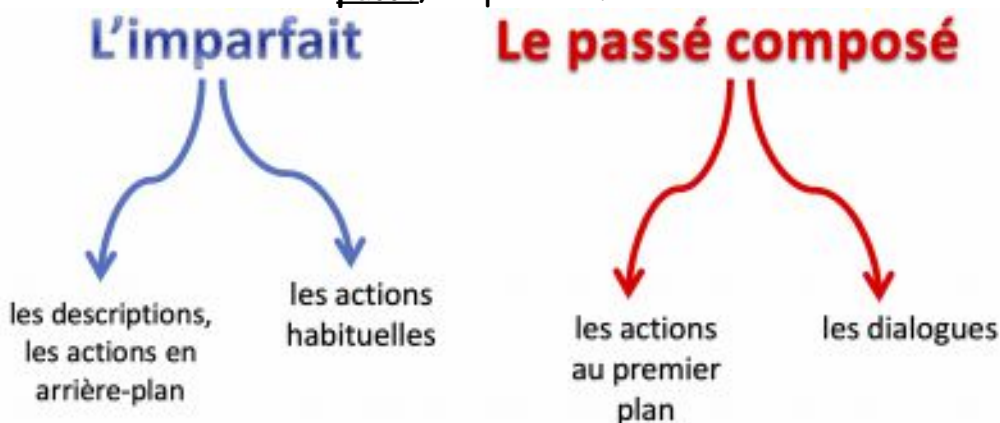 L'imparfait
les descriptions,
les actions en
arrière-plan
les actions
habituelles
Le passé composé
les actions
au premier
plan
les dialogues